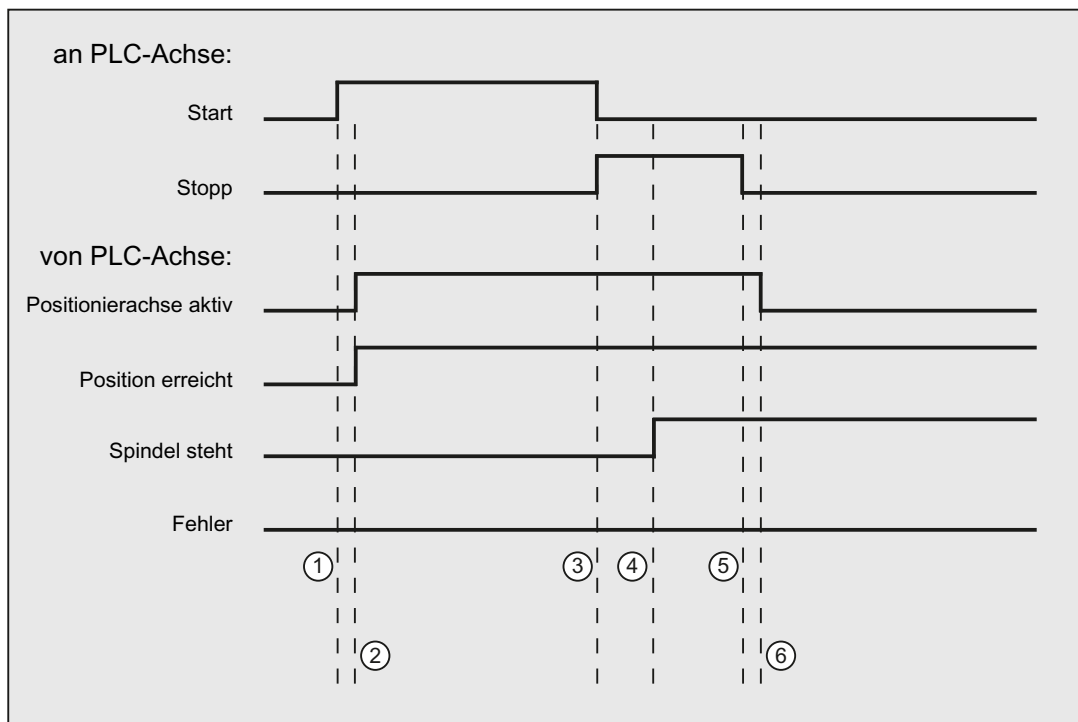 an PLC-Achse:
Start
Stopp
von PLC-Achse:
Positionierachse aktiv
Position erreicht
Spindel steht
Fehler
1
3
4
5
2
6